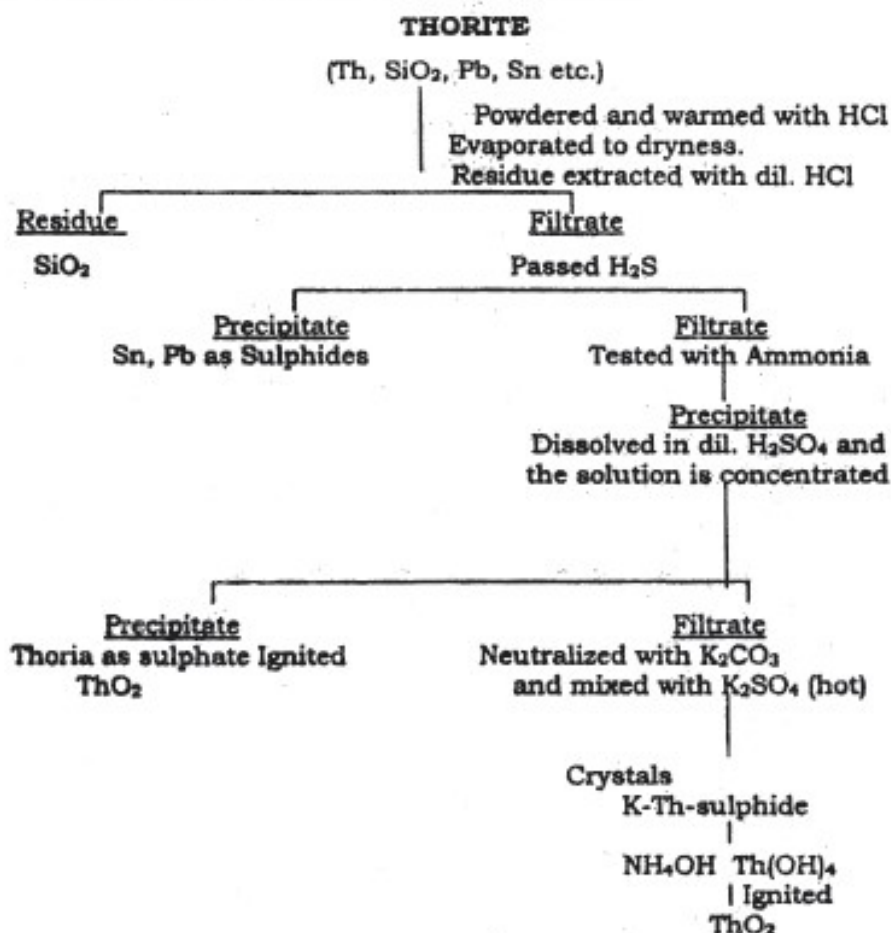 THORITE
(Th, SiO₂, Pb, Sn etc.)
Powdered and warmed with HCl
Evaporated to dryness.
Residue extracted with dil. HCl
Residue
Filtrate
SiO₂
Passed H₂S
Precipitate
Filtrate
Sn, Pb as Sulphides
Tested with Ammonia
Precipitate
Dissolved in dil. H₂SO₄ and
the solution is concentrated
Precipitate
Filtrate
Thoria as sulphate Ignited
Neutralized with K₂CO₃
ThO₂
and mixed with K₂SO₄ (hot)
Crystals
K-Th-sulphide
NH₄OH Th(OH)₄
Ignited
ThO₂